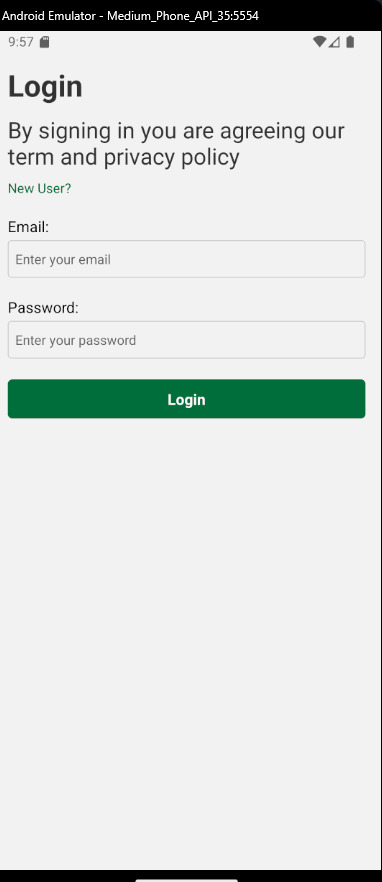 Android Emulator - Medium_Phone_API_35:5554
9:57
Login
By signing in you are agreeing our
term and privacy policy
New User?
Email:
Enter your email
Password:
Enter your password
Login